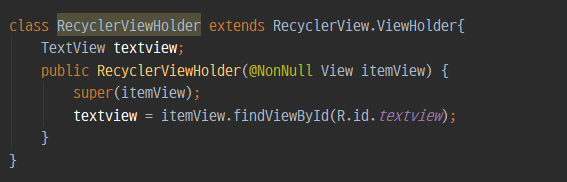 class RecyclerViewHolder extends RecyclerView.ViewHolder{
TextView textview;
public RecyclerViewHolder(@NonNull View itemView) {
super(itemView);
textview = itemView.findViewById(R.id.textview);
}
}